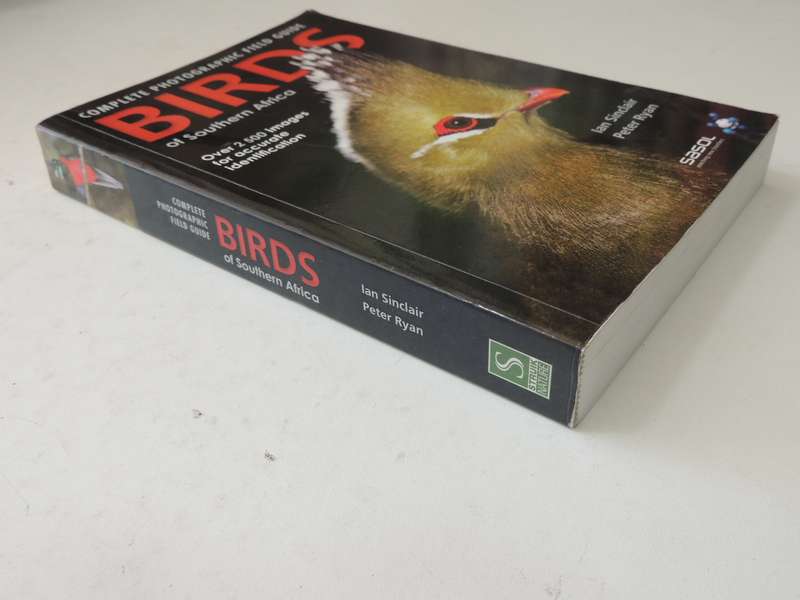 COMPLETE PHOTOGRAPHIC FIELD GUIDE
BIRDS
of Southern Africa
Over 2 500 images
for accurate
identification
Ian Sinclair
Peter Ryan
sasol
COMPLETE
PHOTOGRAPHIC
FIELD GUIDE
BIRDS
of Southern Africa
Ian Sinclair
Peter Ryan
S
STRUIK
NATURE